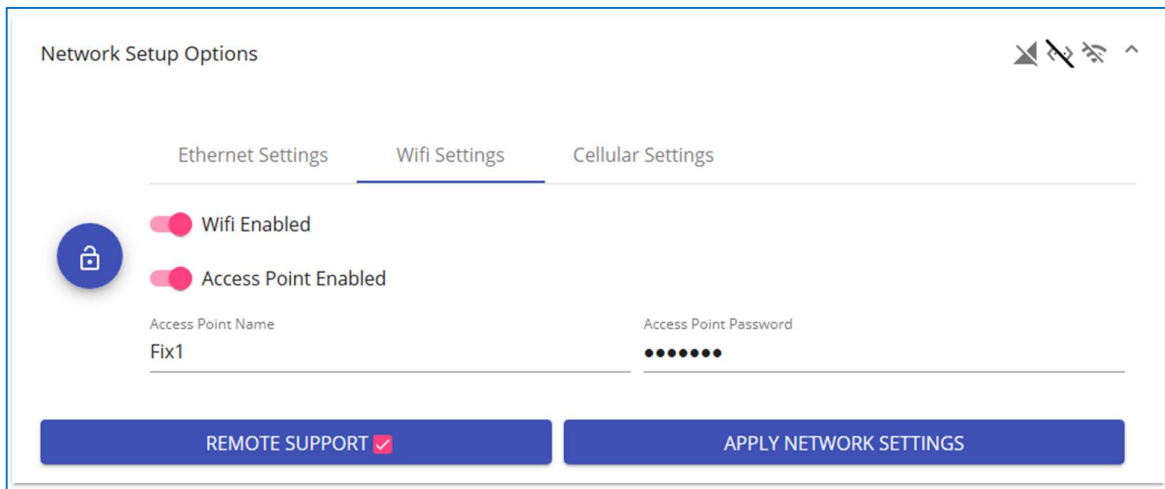 Network Setup Options
Ethernet Settings Wifi Settings Cellular Settings
Wifi Enabled
Access Point Enabled
Access Point Name Access Point Password
Fix1 •••••••
REMOTE SUPPORT APPLY NETWORK SETTINGS